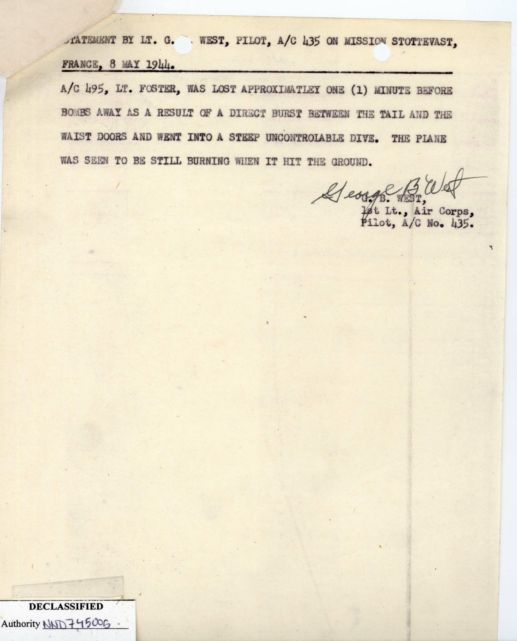 STATEMENT BY LT. G. WEST, PILOT, A/C 435 ON MISSION STOTTEVAST,
FRANCE, 8 MAY 1944.
A/C 495, LT. FOSTER, WAS LOST APPROXIMATLEY ONE (1) MINUTE BEFORE
BOMBS AWAY AS A RESULT OF A DIRECT BURST BETWEEN THE TAIL AND THE
WAIST DOORS AND WENT INTO A STEEP UNCONTROLABLE DIVE. THE PLANE
WAS SEEN TO BE STILL BURNING WHEN IT HIT THE GROUND.
George B West
G. B. WEST,
1st Lt., Air Corps,
Pilot, A/C No. 435.
DECLASSIFIED
Authority NND745005